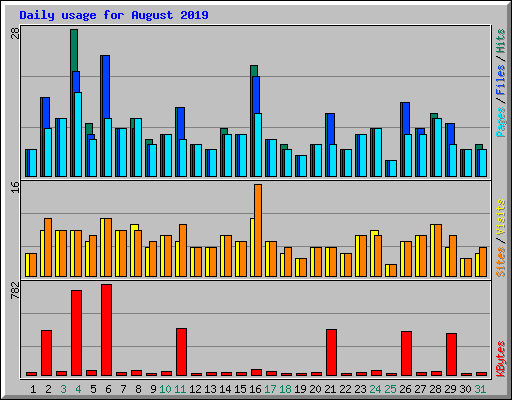 Daily usage for August 2019
28
Pages / Files / Hits
16
Sites / Visits
782
KBytes
1 2 3 4 5 6 7 8 9 10 11 12 13 14 15 16 17 18 19 20 21 22 23 24 25 26 27 28 29 30 31